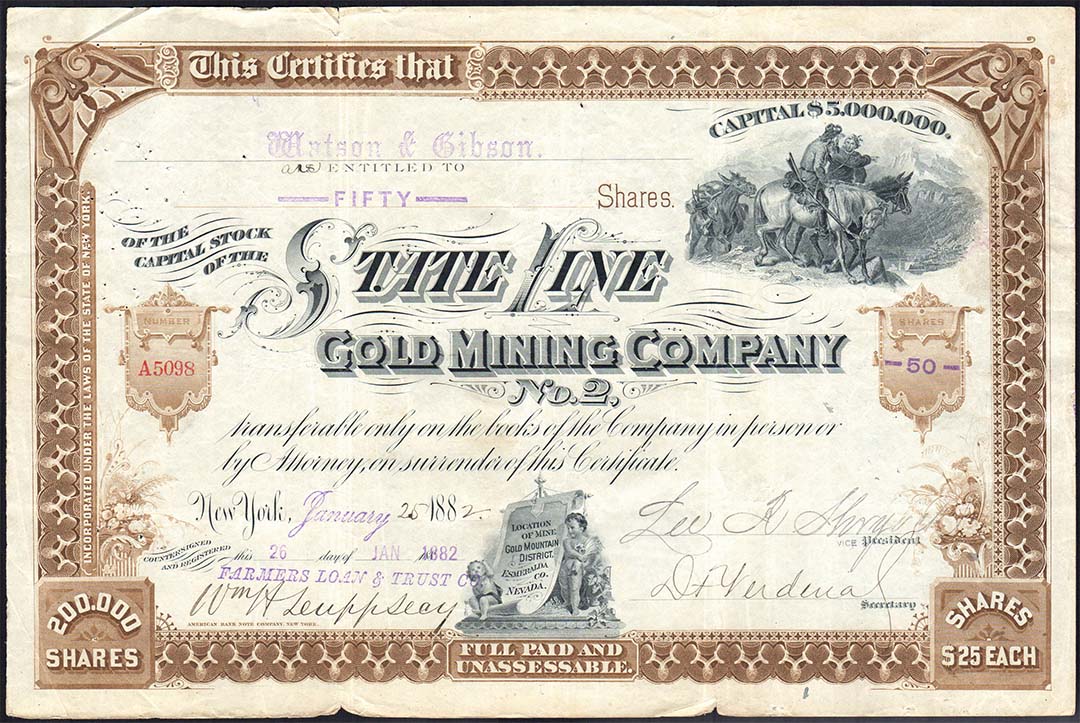 This Certifies that
CAPITAL $5,000,000.
Watson & Gibson.
are ENTITLED TO
FIFTY Shares.
OF THE
CAPITAL STOCK
OF THE
STATE LINE
GOLD MINING COMPANY
No. 2,
NUMBER
A5098
SHARES
50
transferable only on the books of the Company in person or
by Attorney, on surrender of this Certificate.
New York, January 25 1882.
COUNTERSIGNED
AND REGISTERED
this 26 day of JAN 1882
FARMERS LOAN & TRUST CO
Wm H
AMERICAN BANK NOTE COMPANY, NEW YORK.
LOCATION
OF MINE
GOLD MOUNTAIN
DISTRICT.
ESMERALDA
CO.
NEVADA.
Lee
VICE President
Secretary
INCORPORATED UNDER THE LAWS OF THE STATE OF NEW YORK.
200.000
SHARES
FULL PAID AND
UNASSESSABLE.
SHARES
$25 EACH